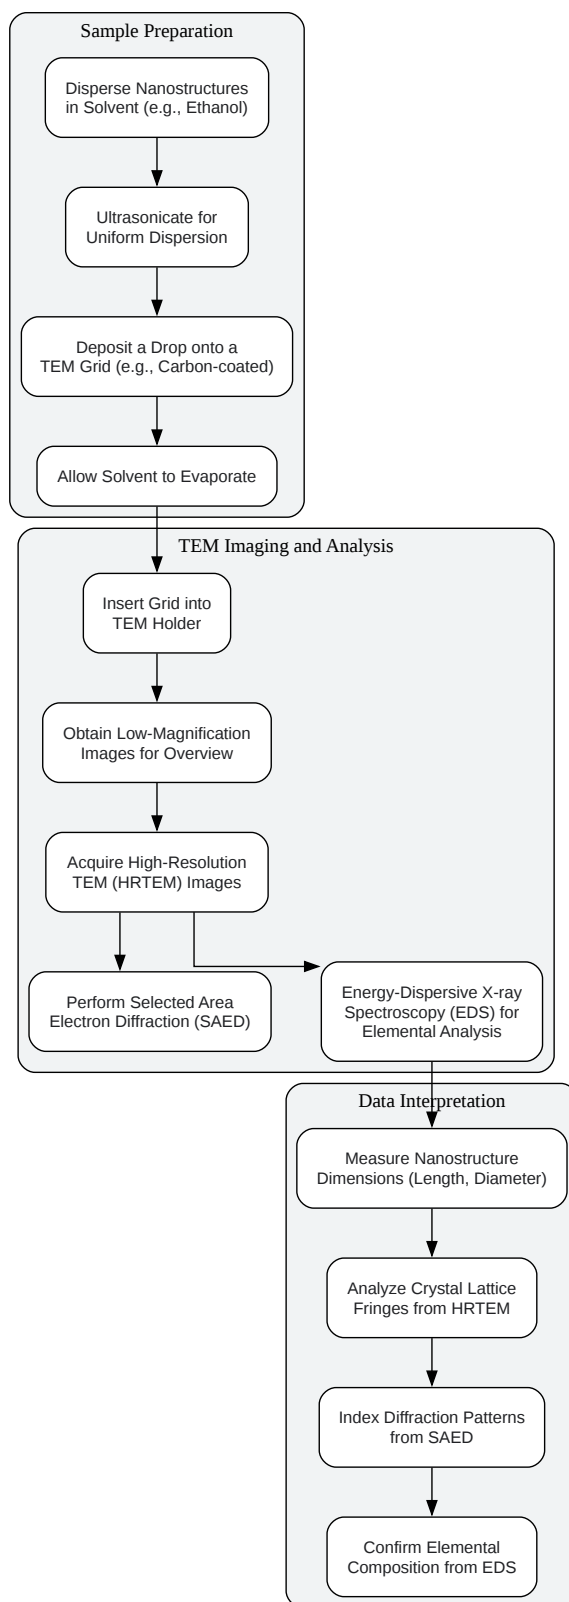 Sample Preparation
Disperse Nanostructures
in Solvent (e.g., Ethanol)
Ultrasonicate for
Uniform Dispersion
Deposit a Drop onto a
TEM Grid (e.g., Carbon-coated)
Allow Solvent to Evaporate
TEM Imaging and Analysis
Insert Grid into
TEM Holder
Obtain Low-Magnification
Images for Overview
Acquire High-Resolution
TEM (HRTEM) Images
Perform Selected Area
Electron Diffraction (SAED)
Energy-Dispersive X-ray
Spectroscopy (EDS) for
Elemental Analysis
Data Interpretation
Measure Nanostructure
Dimensions (Length, Diameter)
Analyze Crystal Lattice
Fringes from HRTEM
Index Diffraction Patterns
from SAED
Confirm Elemental
Composition from EDS